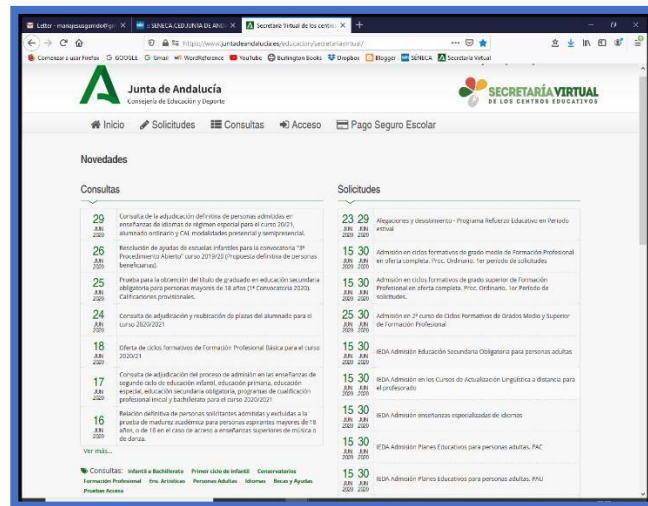 Letter - manajesusgarrido@gm
:: SENECA.CED.JUNTA DE AND
Secretaría Virtual de los centro
https://www.juntadeandalucia.es/educacion/secretariavirtual/
Comenzar a usar Firefox GOOGLE Gmail WordReference YouTube Burlington Books Dropbox Blogger SÉNECA Secretaría Virtual
Junta de Andalucía
Consejería de Educación y Deporte
SECRETARÍA VIRTUAL
DE LOS CENTROS EDUCATIVOS
Inicio Solicitudes Consultas Acceso Pago Seguro Escolar
Novedades
Consultas
29 JUN 2020
Consulta de la adjudicación definitiva de personas admitidas en
enseñanzas de idiomas de régimen especial para el curso 20/21,
alumnado ordinario y CAL modalidades presencial y semipresencial.
26 JUN 2020
Resolución de ayudas de escuelas infantiles para la convocatoria "3º
Procedimiento Abierto" curso 2019/20 (Propuesta definitiva de personas
beneficiarias).
25 JUN 2020
Prueba para la obtención del título de graduado en educación secundaria
obligatoria para personas mayores de 18 años (1ª Convocatoria 2020).
Calificaciones provisionales.
24 JUN 2020
Consulta de adjudicación y reubicación de plazas del alumnado para el
curso 2020/2021
18 JUN 2020
Oferta de ciclos formativos de Formación Profesional Básica para el curso
2020/21
17 JUN 2020
Consulta de adjudicación del proceso de admisión en las enseñanzas de
segundo ciclo de educación infantil, educación primaria, educación
especial, educación secundaria obligatoria, programas de cualificación
profesional inicial y bachillerato para el curso 2020/2021
16 JUN 2020
Relación definitiva de personas solicitantes admitidas y excluidas a la
prueba de madurez académica para personas aspirantes mayores de 18
años, o de 16 en el caso de acceso a enseñanzas superiores de música o
de danza.
Ver más...
Consultas: Infantil a Bachillerato Primer ciclo de infantil Conservatorios
Formación Profesional Ens. Artísticas Personas Adultas Idiomas Becas y Ayudas
Pruebas Acceso
Solicitudes
23 JUN 2020 29 JUN 2020
Alegaciones y desistimiento - Programa Refuerzo Educativo en Periodo
estival
15 JUN 2020 30 JUN 2020
Admisión en ciclos formativos de grado medio de Formación Profesional
en oferta completa. Proc. Ordinario. 1er Periodo de solicitudes
15 JUN 2020 30 JUN 2020
Admisión en ciclos formativos de grado superior de Formación
Profesional en oferta completa. Proc. Ordinario. 1er Periodo de
solicitudes.
25 JUN 2020 30 JUN 2020
Admisión en 2º curso de Ciclos Formativos de Grados Medio y Superior
de Formación Profesional
15 JUN 2020 30 JUN 2020
IEDA Admisión Educación Secundaria Obligatoria para personas adultas
15 JUN 2020 30 JUN 2020
IEDA Admisión en los Cursos de Actualización Lingüística a distancia para
el profesorado
15 JUN 2020 30 JUN 2020
IEDA Admisión enseñanzas especializadas de idiomas
15 JUN 2020 30 JUN 2020
IEDA Admisión Planes Educativos para personas adultas. PAC
15 JUN 2020 30 JUN 2020
IEDA Admisión Planes Educativos para personas adultas. PAU